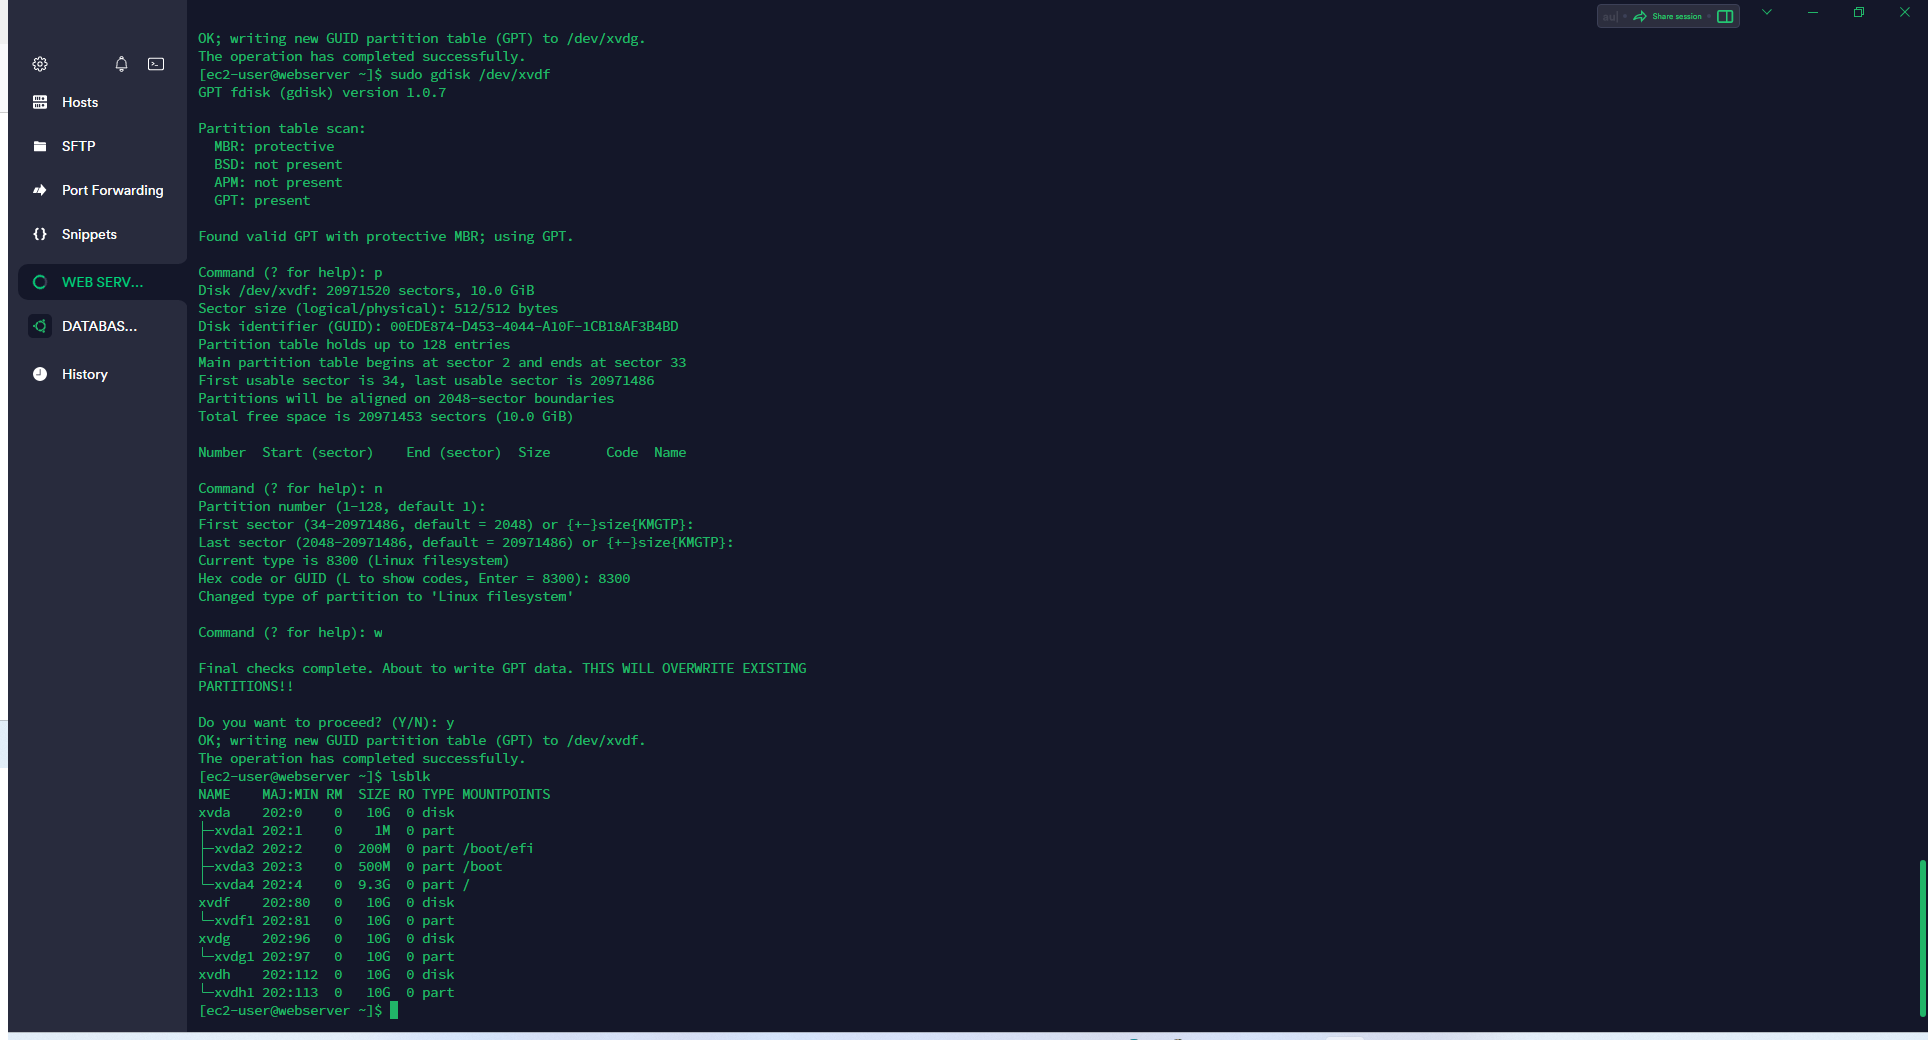 Share session
Hosts
SFTP
Port Forwarding
Snippets
WEB SERV...
DATABAS...
History
OK; writing new GUID partition table (GPT) to /dev/xvdg.
The operation has completed successfully.
[ec2-user@webserver ~]$ sudo gdisk /dev/xvdf
GPT fdisk (gdisk) version 1.0.7
Partition table scan:
  MBR: protective
  BSD: not present
  APM: not present
  GPT: present
Found valid GPT with protective MBR; using GPT.
Command (? for help): p
Disk /dev/xvdf: 20971520 sectors, 10.0 GiB
Sector size (logical/physical): 512/512 bytes
Disk identifier (GUID): 00EDE874-D453-4044-A10F-1CB18AF3B4BD
Partition table holds up to 128 entries
Main partition table begins at sector 2 and ends at sector 33
First usable sector is 34, last usable sector is 20971486
Partitions will be aligned on 2048-sector boundaries
Total free space is 20971453 sectors (10.0 GiB)
Number  Start (sector)    End (sector)  Size       Code  Name
Command (? for help): n
Partition number (1-128, default 1):
First sector (34-20971486, default = 2048) or {+-}size{KMGTP}:
Last sector (2048-20971486, default = 20971486) or {+-}size{KMGTP}:
Current type is 8300 (Linux filesystem)
Hex code or GUID (L to show codes, Enter = 8300): 8300
Changed type of partition to 'Linux filesystem'
Command (? for help): w
Final checks complete. About to write GPT data. THIS WILL OVERWRITE EXISTING
PARTITIONS!!
Do you want to proceed? (Y/N): y
OK; writing new GUID partition table (GPT) to /dev/xvdf.
The operation has completed successfully.
[ec2-user@webserver ~]$ lsblk
NAME    MAJ:MIN RM  SIZE RO TYPE MOUNTPOINTS
xvda    202:0    0   10G  0 disk
├─xvda1 202:1    0    1M  0 part
├─xvda2 202:2    0  200M  0 part /boot/efi
├─xvda3 202:3    0  500M  0 part /boot
└─xvda4 202:4    0  9.3G  0 part /
xvdf    202:80   0   10G  0 disk
└─xvdf1 202:81   0   10G  0 part
xvdg    202:96   0   10G  0 disk
└─xvdg1 202:97   0   10G  0 part
xvdh    202:112  0   10G  0 disk
└─xvdh1 202:113  0   10G  0 part
[ec2-user@webserver ~]$